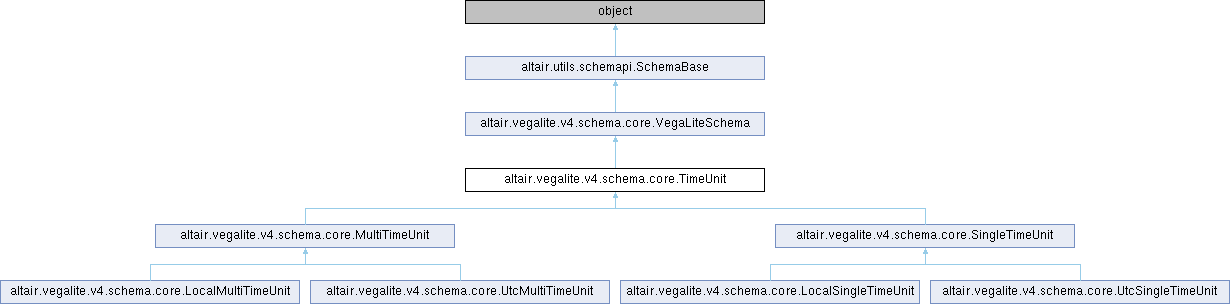 object
altair.utils.schemapi.SchemaBase
altair.vegalite.v4.schema.core.VegaLiteSchema
altair.vegalite.v4.schema.core.TimeUnit
altair.vegalite.v4.schema.core.MultiTimeUnit
altair.vegalite.v4.schema.core.SingleTimeUnit
altair.vegalite.v4.schema.core.LocalMultiTimeUnit
altair.vegalite.v4.schema.core.UtcMultiTimeUnit
altair.vegalite.v4.schema.core.LocalSingleTimeUnit
altair.vegalite.v4.schema.core.UtcSingleTimeUnit